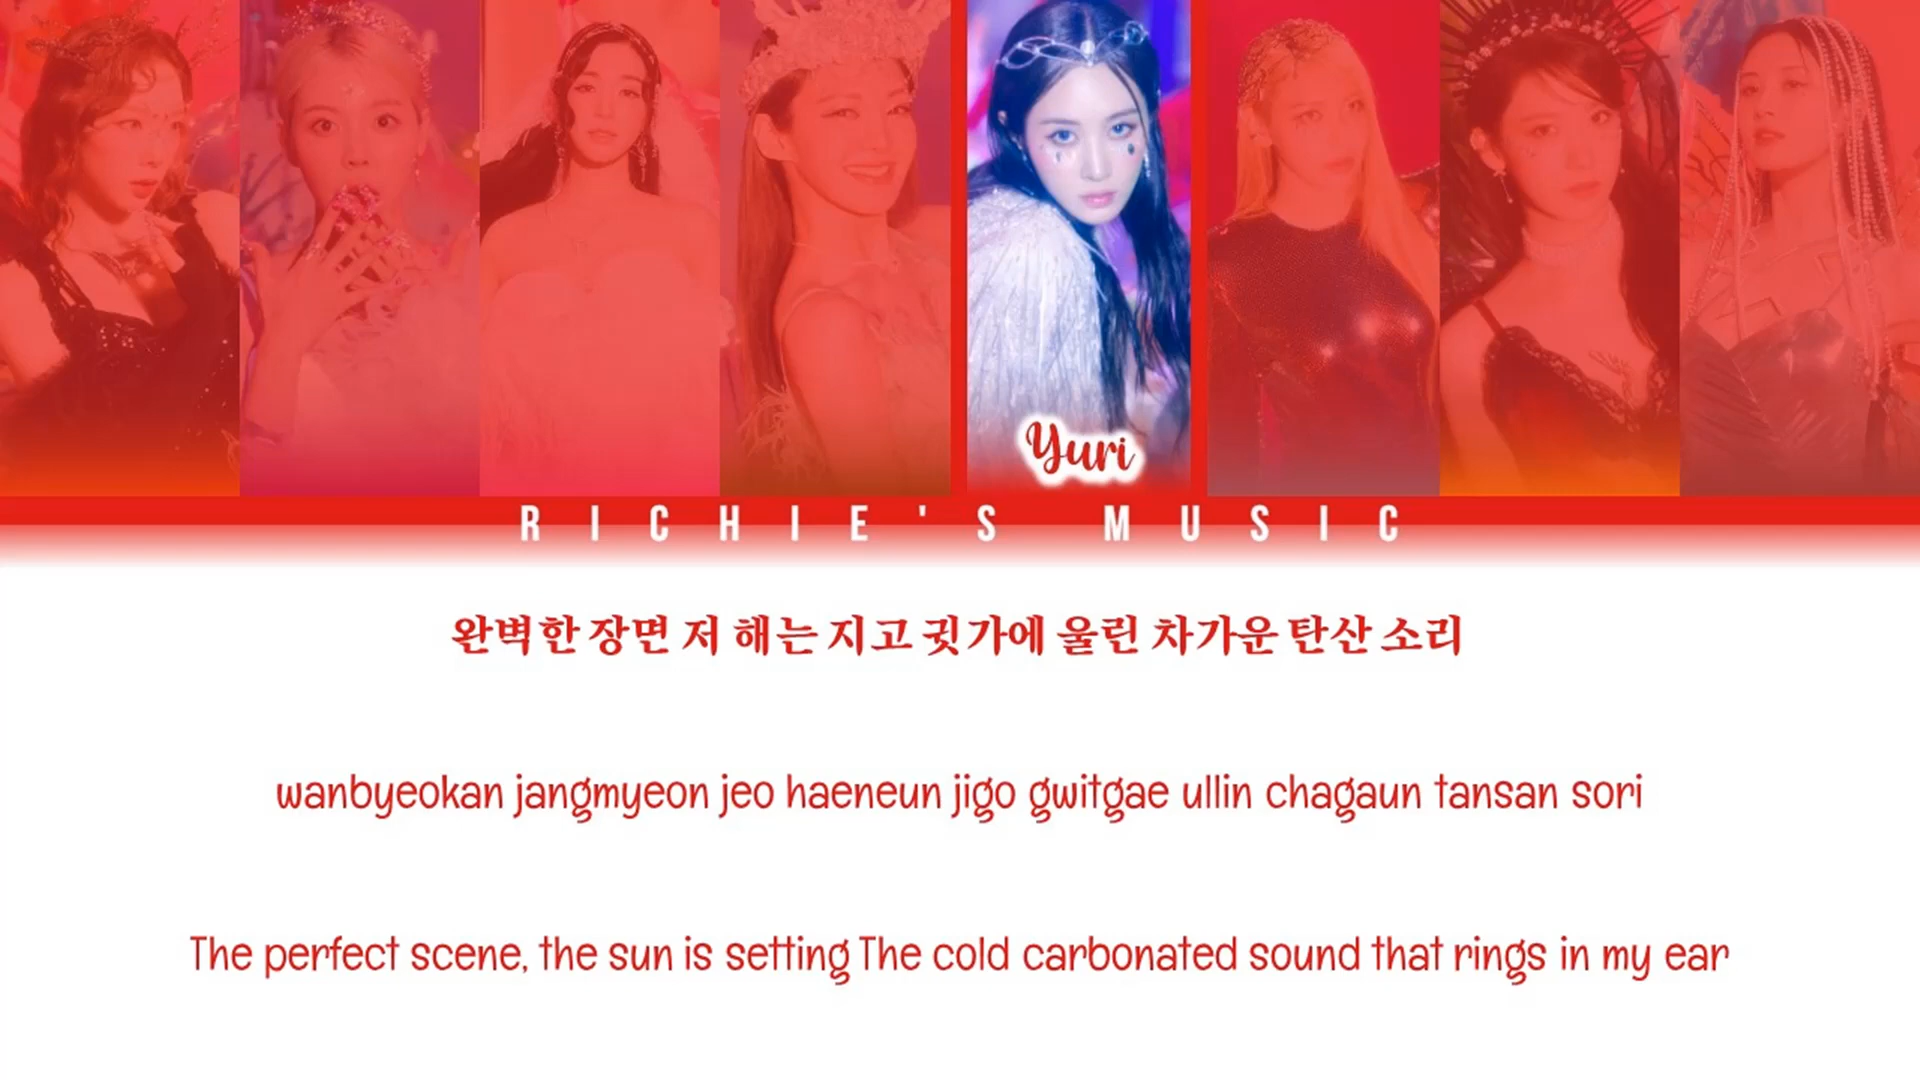 Yuri
RICHIE'S MUSIC
완벽한 장면 저 해는 지고 귓가에 울린 차가운 탄산 소리
wanbyeokan jangmyeon jeo haeneun jigo gwitgae ullin chagaun tansan sori
The perfect scene, the sun is setting The cold carbonated sound that rings in my ear